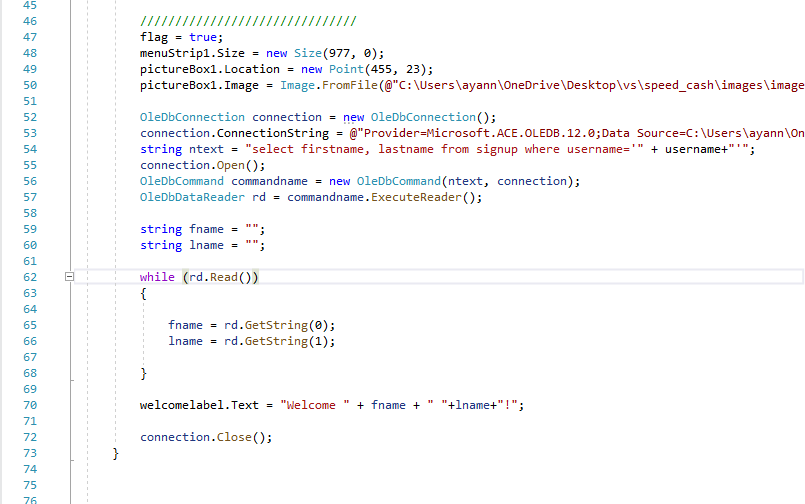 45
46 ///////////////////////////////
47 flag = true;
48 menuStrip1.Size = new Size(977, 0);
49 pictureBox1.Location = new Point(455, 23);
50 pictureBox1.Image = Image.FromFile(@"C:\Users\ayann\OneDrive\Desktop\vs\speed_cash\images\image
51
52 OleDbConnection connection = new OleDbConnection();
53 connection.ConnectionString = @"Provider=Microsoft.ACE.OLEDB.12.0;Data Source=C:\Users\ayann\On
54 string ntext = "select firstname, lastname from signup where username='" + username+"'";
55 connection.Open();
56 OleDbCommand commandname = new OleDbCommand(ntext, connection);
57 OleDbDataReader rd = commandname.ExecuteReader();
58
59 string fname = "";
60 string lname = "";
61
62 while (rd.Read())
63 {
64
65 fname = rd.GetString(0);
66 lname = rd.GetString(1);
67
68 }
69
70 welcomelabel.Text = "Welcome " + fname + " "+lname+"!";
71
72 connection.Close();
73 }
74
75
76